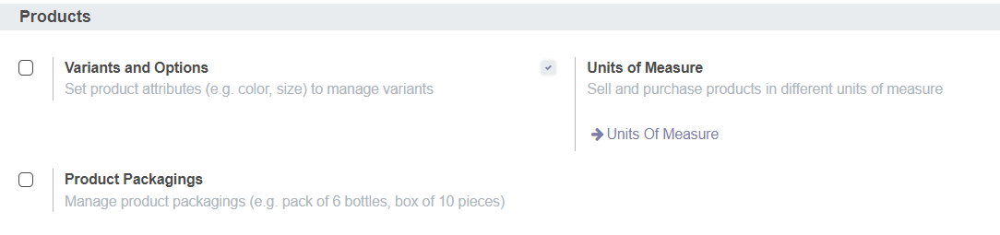 Products
Variants and Options
Set product attributes (e.g. color, size) to manage variants
Units of Measure
Sell and purchase products in different units of measure
Units Of Measure
Product Packagings
Manage product packagings (e.g. pack of 6 bottles, box of 10 pieces)